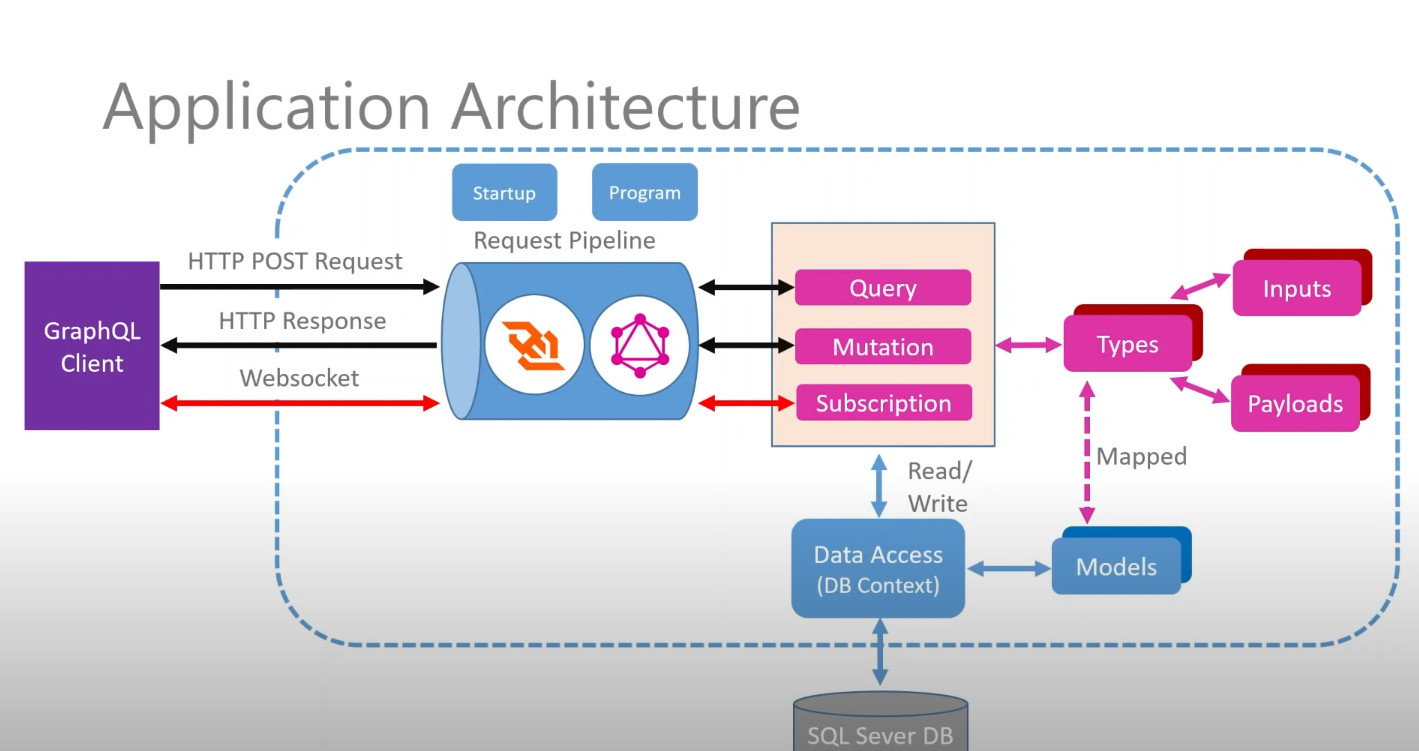 Application Architecture
Startup
Program
Request Pipeline
HTTP POST Request
HTTP Response
Websocket
GraphQL
Client
Query
Mutation
Subscription
Types
Inputs
Payloads
Mapped
Read/
Write
Data Access
(DB Context)
Models
SQL Sever DB